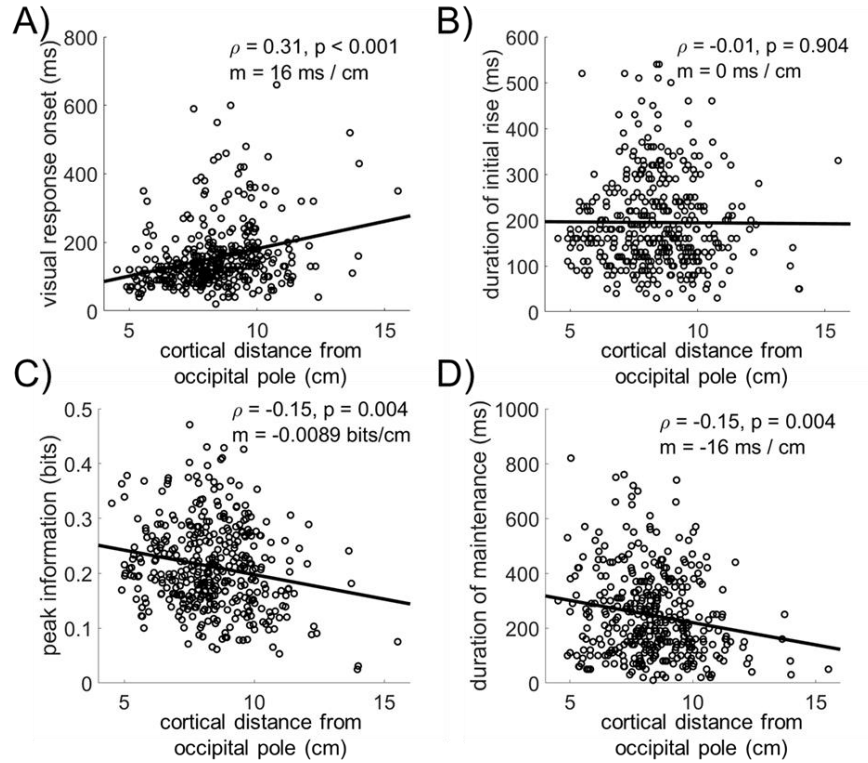 A)
ρ = 0.31, p < 0.001
m = 16 ms / cm
visual response onset (ms)
800
600
400
200
0
5
10
15
cortical distance from
occipital pole (cm)
B)
ρ = -0.01, p = 0.904
m = 0 ms / cm
duration of initial rise (ms)
600
500
400
300
200
100
0
5
10
15
cortical distance from
occipital pole (cm)
C)
ρ = -0.15, p = 0.004
m = -0.0089 bits/cm
peak information (bits)
0.5
0.4
0.3
0.2
0.1
0
5
10
15
cortical distance from
occipital pole (cm)
D)
ρ = -0.15, p = 0.004
m = -16 ms / cm
duration of maintenance (ms)
1000
800
600
400
200
0
5
10
15
cortical distance from
occipital pole (cm)